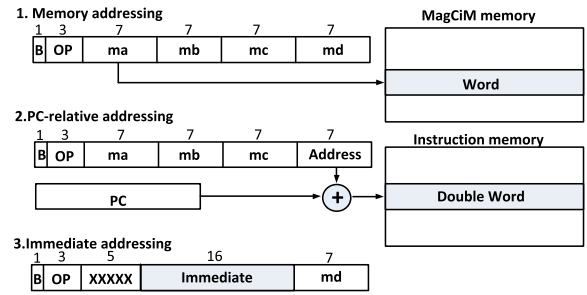 1. Memory addressing
MagCiM memory
1 3 7 7 7 7
B OP ma mb mc md
Word
2.PC-relative addressing
Instruction memory
1 3 7 7 7 7
B OP ma mb mc Address
PC + Double Word
3.Immediate addressing
1 3 5 16 7
B OP XXXXX Immediate md